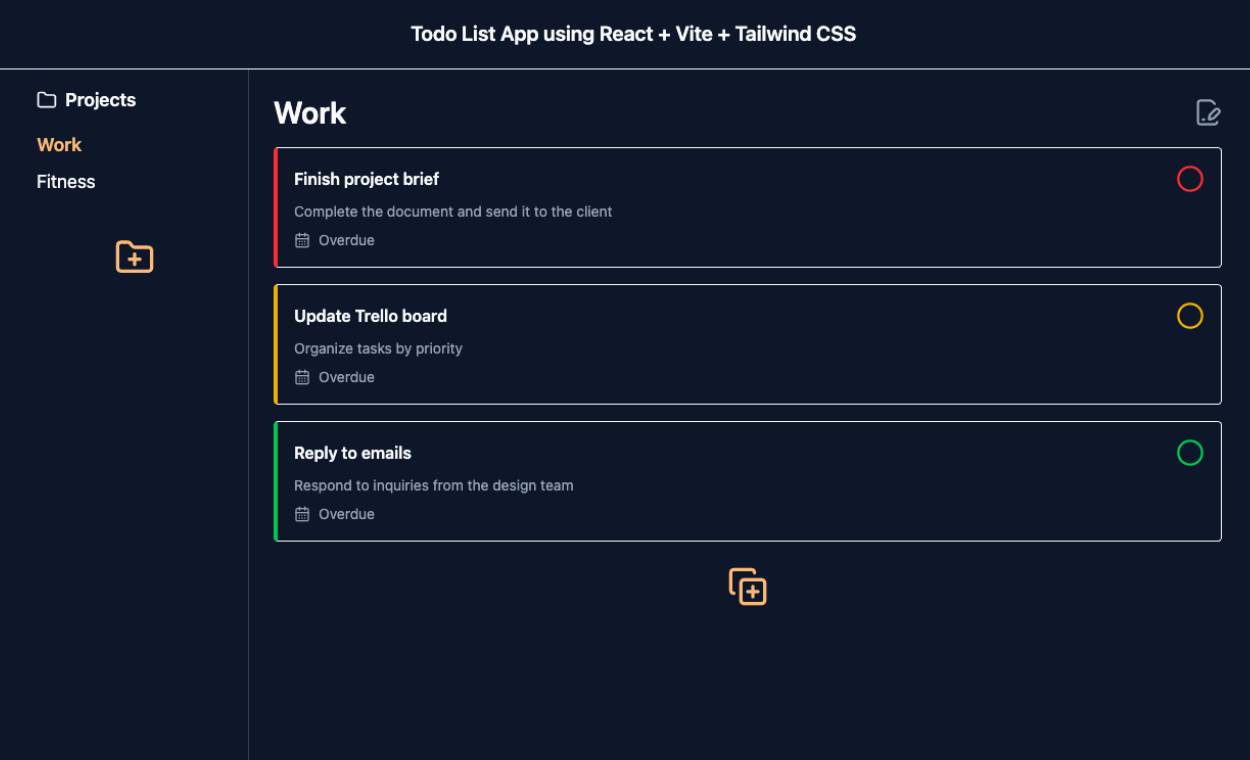 Todo List App using React + Vite + Tailwind CSS
Projects
Work
Fitness
Work
Finish project brief
Complete the document and send it to the client
Overdue
Update Trello board
Organize tasks by priority
Overdue
Reply to emails
Respond to inquiries from the design team
Overdue